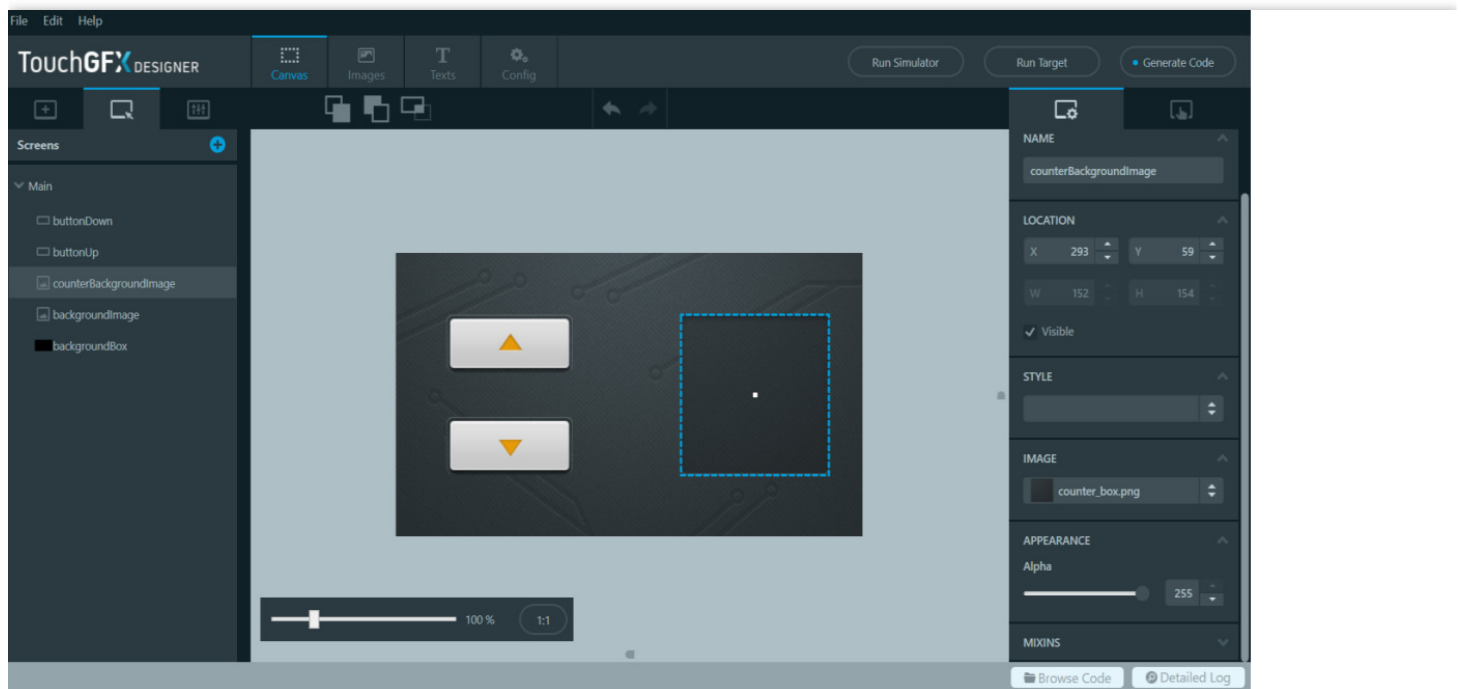 File Edit Help
TouchGFX DESIGNER
Canvas Images Texts Config
Run Simulator Run Target Generate Code
Screens
Main
buttonDown
buttonUp
counterBackgroundImage
backgroundImage
backgroundBox
100 %
1:1
NAME
counterBackgroundImage
LOCATION
X 293 Y 59
W 152 H 154
Visible
STYLE
IMAGE
counter_box.png
APPEARANCE
Alpha
255
MIXINS
Browse Code Detailed Log